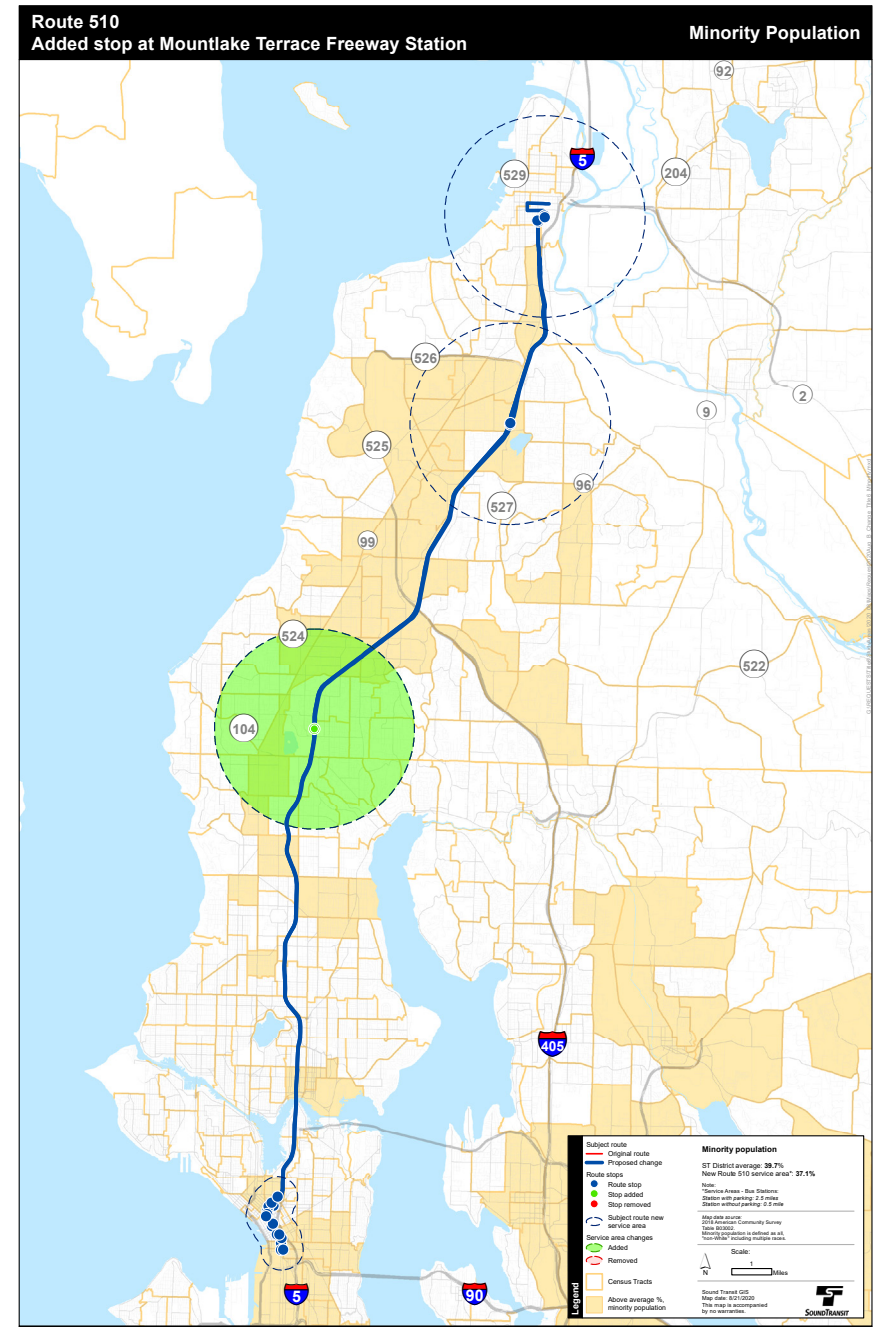 Route 510
Added stop at Mountlake Terrace Freeway Station
Minority Population
92
5
529
204
526
2
9
525
96
527
99
524
522
104
405
5
90
Legend
Subject route
Original route
Proposed change
Route stops
Route stop
Stop added
Stop removed
Subject route new
service area
Service area changes
Added
Removed
Census Tracts
Above average %,
minority population
Minority population
ST District average: 39.7%
New Route 510 service area*: 37.1%
Note:
*Service Areas - Bus Stations:
Station with parking: 2.5 miles
Station without parking: 0.5 mile
Map data source:
2018 American Community Survey
Table B03002.
Minority population is defined as all,
"non-White" including multiple races.
Scale:
N
1
Miles
Sound Transit GIS
Map date: 8/21/2020
This map is accompanied
by no warranties.
SOUNDTRANSIT